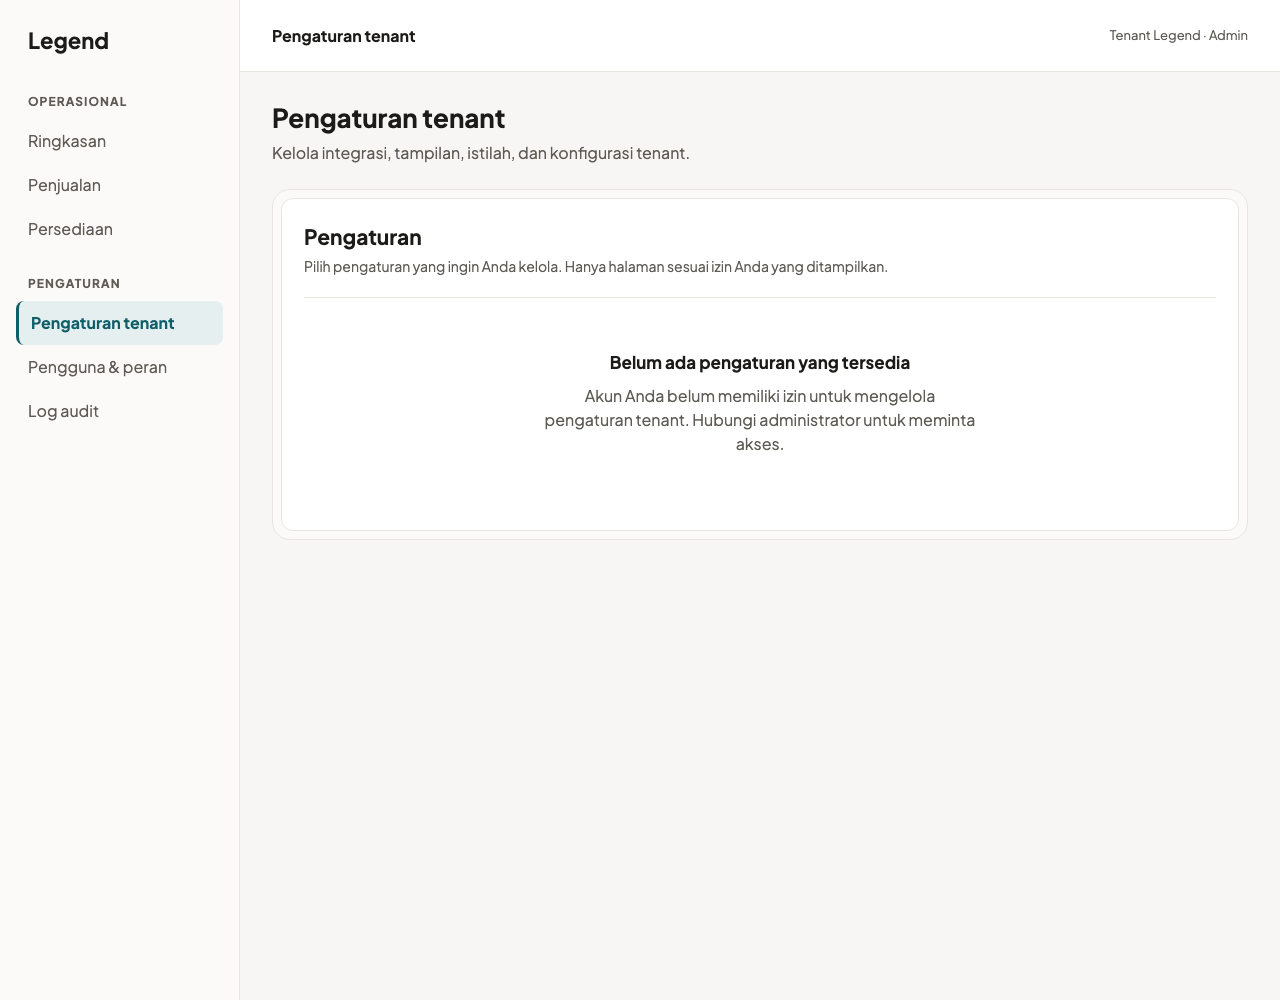 Legend
OPERASIONAL
Ringkasan
Penjualan
Persediaan
PENGATURAN
Pengaturan tenant
Pengguna & peran
Log audit
Pengaturan tenant
Tenant Legend · Admin
Pengaturan tenant
Kelola integrasi, tampilan, istilah, dan konfigurasi tenant.
Pengaturan
Pilih pengaturan yang ingin Anda kelola. Hanya halaman sesuai izin Anda yang ditampilkan.
Belum ada pengaturan yang tersedia
Akun Anda belum memiliki izin untuk mengelola
pengaturan tenant. Hubungi administrator untuk meminta
akses.